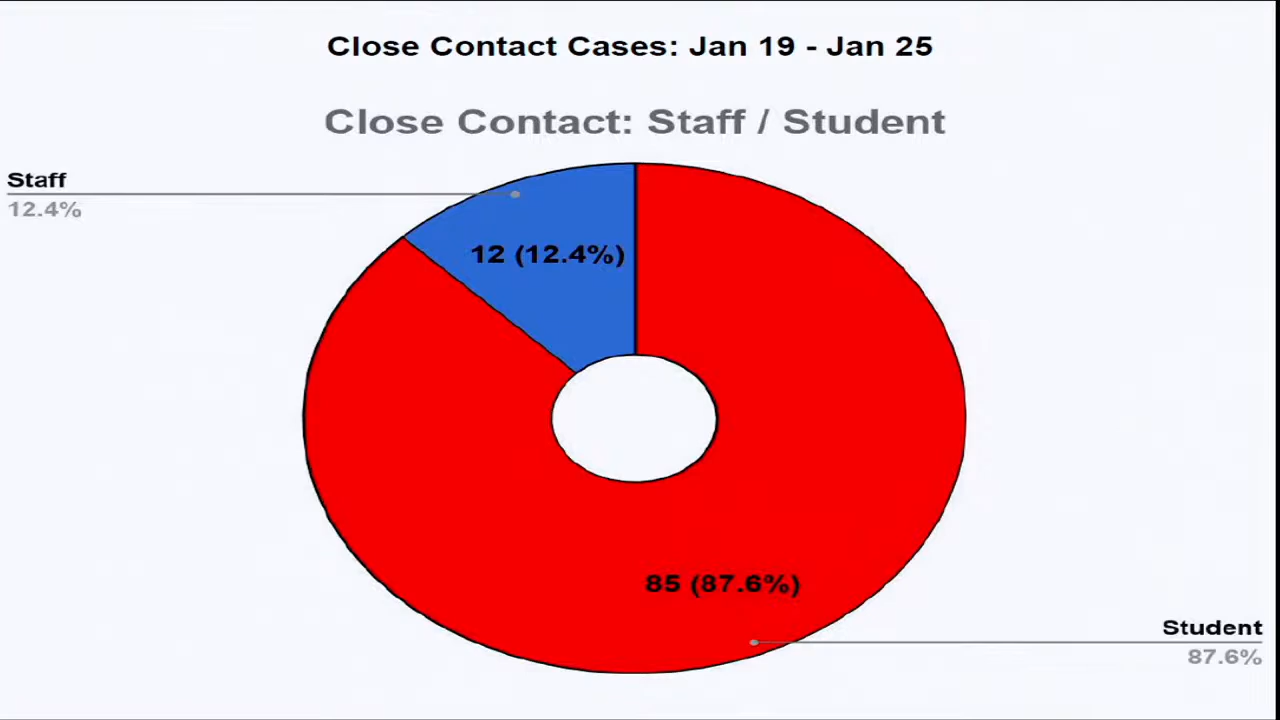 Close Contact Cases: Jan 19 - Jan 25
Close Contact: Staff / Student
Staff
12.4%
12 (12.4%)
85 (87.6%)
Student
87.6%